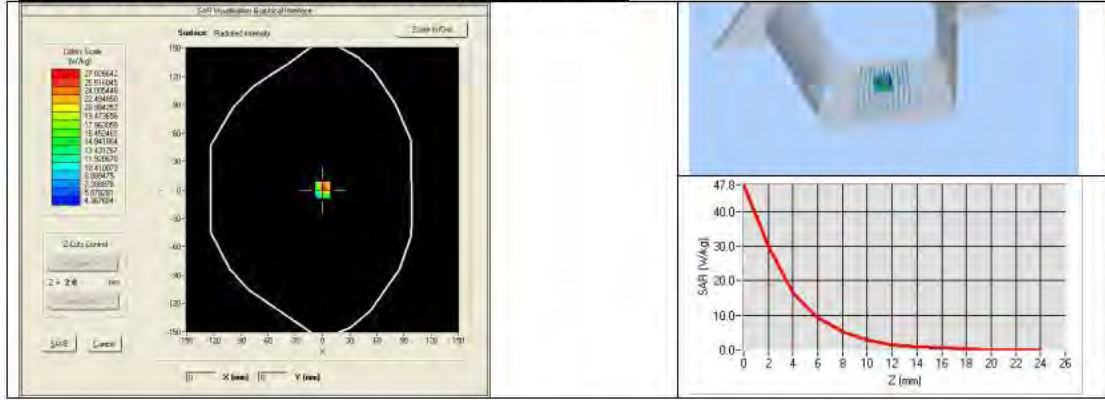 SAR Visualisation Graphical Interface
Surface Radiated Intensity
Zoom In/Out
Colors Scale
(W/kg)
27.026642
25.516045
24.005448
22.494850
20.984253
19.473656
17.963059
16.452461
14.941864
13.431267
11.920670
10.410073
8.899475
7.388878
5.878281
4.367684
150-
120-
90-
60-
30-
0-
-30-
-60-
-90-
-120-
-150-
-150 -120 -90 -60 -30 0 30 60 90 120 150
X
Z Cuts Control
Z = 2.0 mm
SAVE Cancel
0 X (mm) 0 Y (mm)
47.8-
40.0-
30.0-
20.0-
10.0-
0.0-
SAR (W/kg)
0 2 4 6 8 10 12 14 16 18 20 22 24 26
Z (mm)